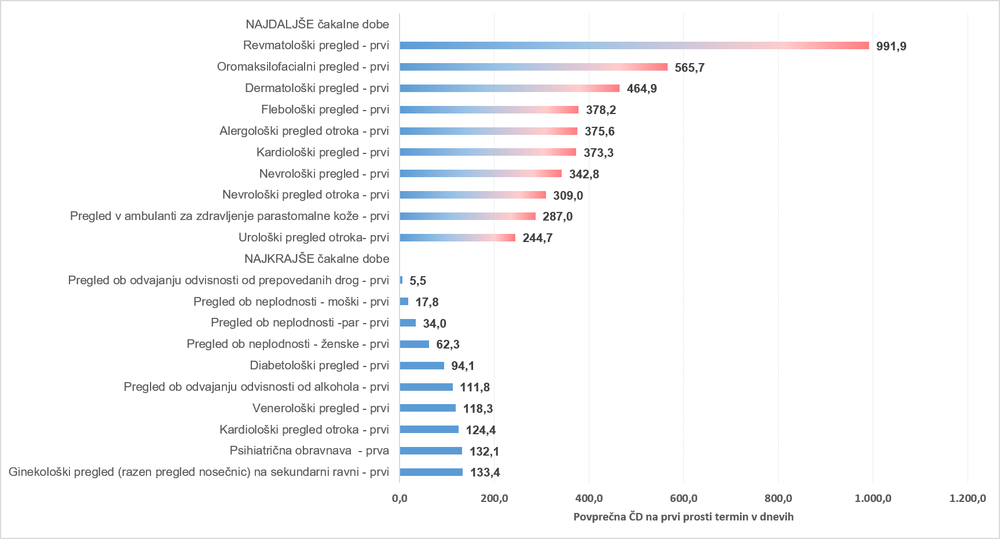 NAJDALJŠE čakalne dobe
Revmatološki pregled - prvi 991,9
Oromaksilofacialni pregled - prvi 565,7
Dermatološki pregled - prvi 464,9
Flebološki pregled - prvi 378,2
Alergološki pregled otroka - prvi 375,6
Kardiološki pregled - prvi 373,3
Nevrološki pregled - prvi 342,8
Nevrološki pregled otroka - prvi 309,0
Pregled v ambulanti za zdravljenje parastomalne kože - prvi 287,0
Urološki pregled otroka- prvi 244,7
NAJKRAJŠE čakalne dobe
Pregled ob odvajanju odvisnosti od prepovedanih drog - prvi 5,5
Pregled ob neplodnosti - moški - prvi 17,8
Pregled ob neplodnosti -par - prvi 34,0
Pregled ob neplodnosti - ženske - prvi 62,3
Diabetološki pregled - prvi 94,1
Pregled ob odvajanju odvisnosti od alkohola - prvi 111,8
Venerološki pregled - prvi 118,3
Kardiološki pregled otroka - prvi 124,4
Psihiatrična obravnava  - prva 132,1
Ginekološki pregled (razen pregled nosečnic) na sekundarni ravni - prvi 133,4
0,0 200,0 400,0 600,0 800,0 1.000,0 1.200,0
Povprečna ČD na prvi prosti termin v dnevih